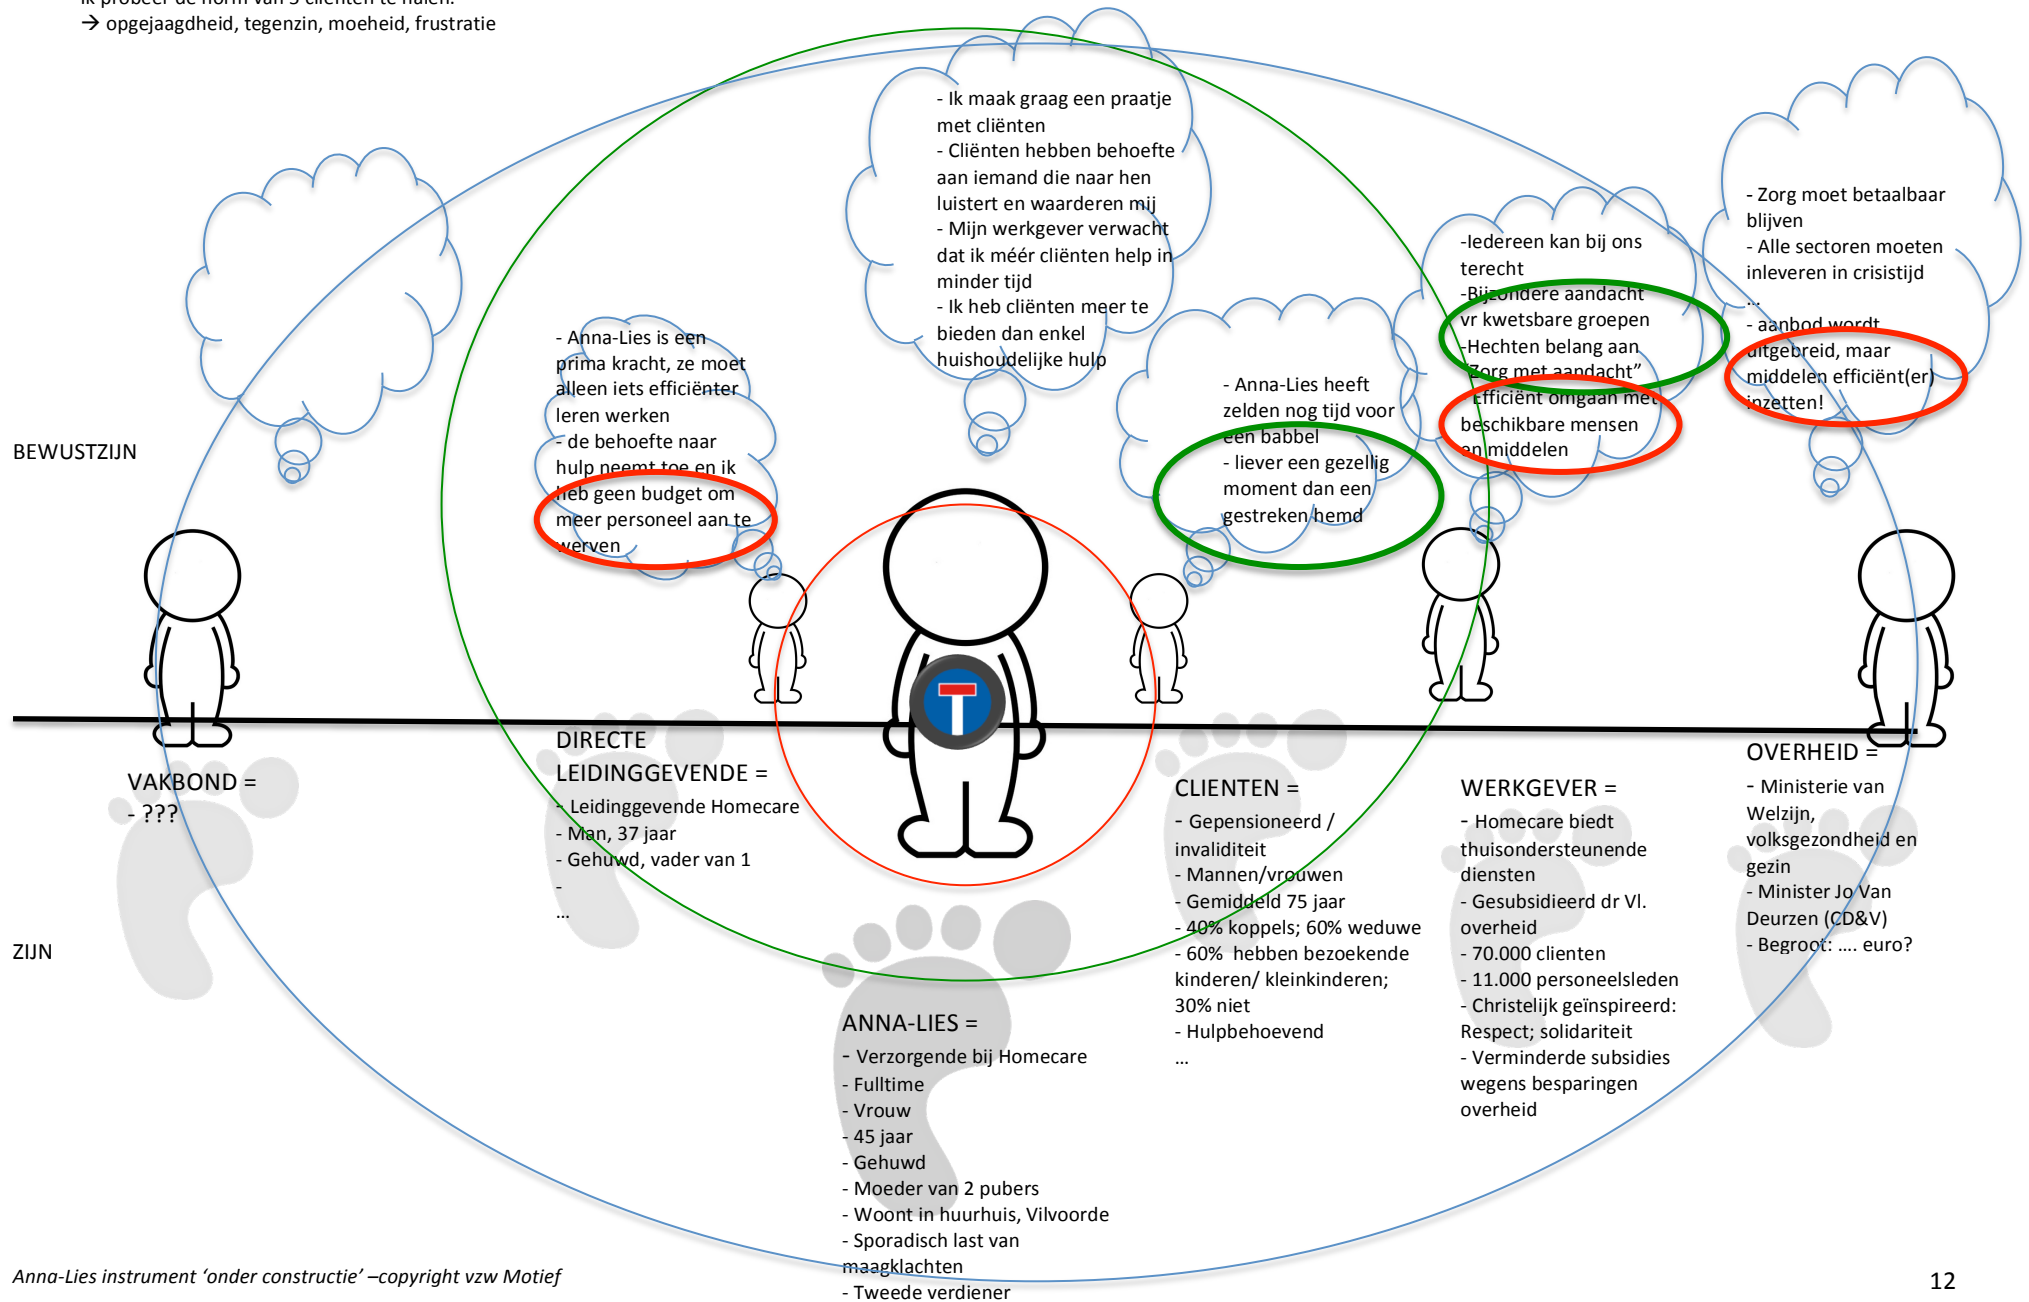 Ik probeer de norm van 5 cliënten te halen.
→ opgejaagdheid, tegenzin, moeheid, frustratie
- Ik maak graag een praatje
met cliënten
- Cliënten hebben behoefte
aan iemand die naar hen
luistert en waarderen mij
- Mijn werkgever verwacht
dat ik méér cliënten help in
minder tijd
- Ik heb cliënten meer te
bieden dan enkel
huishoudelijke hulp
- Anna-Lies is een
prima kracht, ze moet
alleen iets efficiënter
leren werken
- de behoefte naar
hulp neemt toe en ik
heb geen budget om
meer personeel aan te
werven
- Anna-Lies heeft
zelden nog tijd voor
een babbel
- liever een gezellig
moment dan een
gestreken hemd
-Iedereen kan bij ons
terecht
-Bijzondere aandacht
vr kwetsbare groepen
-Hechten belang aan
"Zorg met aandacht"
-Efficiënt omgaan met
beschikbare mensen
en middelen
- Zorg moet betaalbaar
blijven
- Alle sectoren moeten
inleveren in crisistijd
...
- aanbod wordt
uitgebreid, maar
middelen efficiënt(er)
inzetten!
BEWUSTZIJN
ZIJN
VAKBOND =
- ???
DIRECTE
LEIDINGGEVENDE =
- Leidinggevende Homecare
- Man, 37 jaar
- Gehuwd, vader van 1
-
...
ANNA-LIES =
- Verzorgende bij Homecare
- Fulltime
- Vrouw
- 45 jaar
- Gehuwd
- Moeder van 2 pubers
- Woont in huurhuis, Vilvoorde
- Sporadisch last van
maagklachten
- Tweede verdiener
CLIENTEN =
- Gepensioneerd /
invaliditeit
- Mannen/vrouwen
- Gemiddeld 75 jaar
- 40% koppels; 60% weduwe
- 60% hebben bezoekende
kinderen/ kleinkinderen;
30% niet
- Hulpbehoevend
...
WERKGEVER =
- Homecare biedt
thuisondersteunende
diensten
- Gesubsidieerd dr Vl.
overheid
- 70.000 clienten
- 11.000 personeelsleden
- Christelijk geïnspireerd:
Respect; solidariteit
- Verminderde subsidies
wegens besparingen
overheid
OVERHEID =
- Ministerie van
Welzijn,
volksgezondheid en
gezin
- Minister Jo Van
Deurzen (CD&V)
- Begroot: .... euro?
Anna-Lies instrument 'onder constructie' –copyright vzw Motief
12